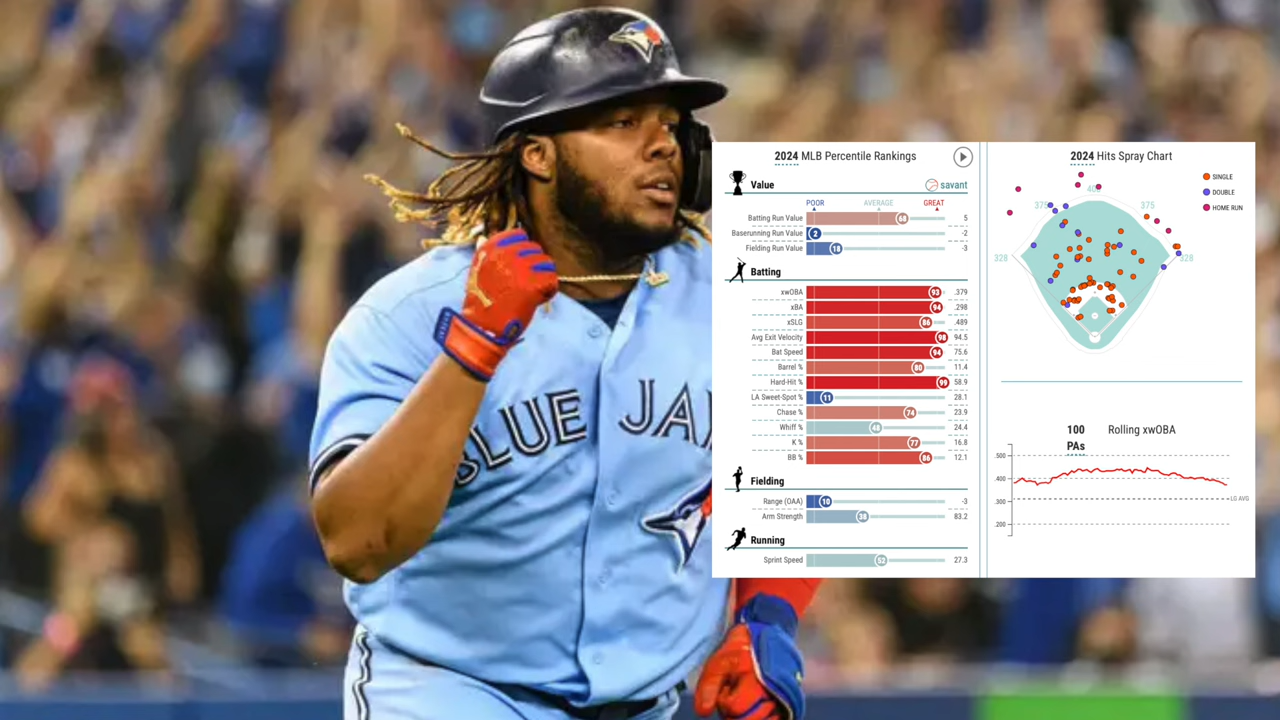 BLUE JA
2024 MLB Percentile Rankings
Value
savant
POOR AVERAGE GREAT
Batting Run Value 68 5
Baserunning Run Value 2 -2
Fielding Run Value 18 -3
Batting
xwOBA 93 .379
xBA 94 .298
xSLG 86 .489
Avg Exit Velocity 98 94.5
Bat Speed 94 75.6
Barrel % 80 11.4
Hard-Hit % 99 58.9
LA Sweet-Spot % 11 28.1
Chase % 74 23.9
Whiff % 48 24.4
K % 77 16.8
BB % 86 12.1
Fielding
Range (OAA) 10 -3
Arm Strength 38 83.2
Running
Sprint Speed 52 27.3
2024 Hits Spray Chart
SINGLE
DOUBLE
HOME RUN
375 375
328 328
100
PAs
Rolling xwOBA
.500
.400
.300
LG AVG
.200